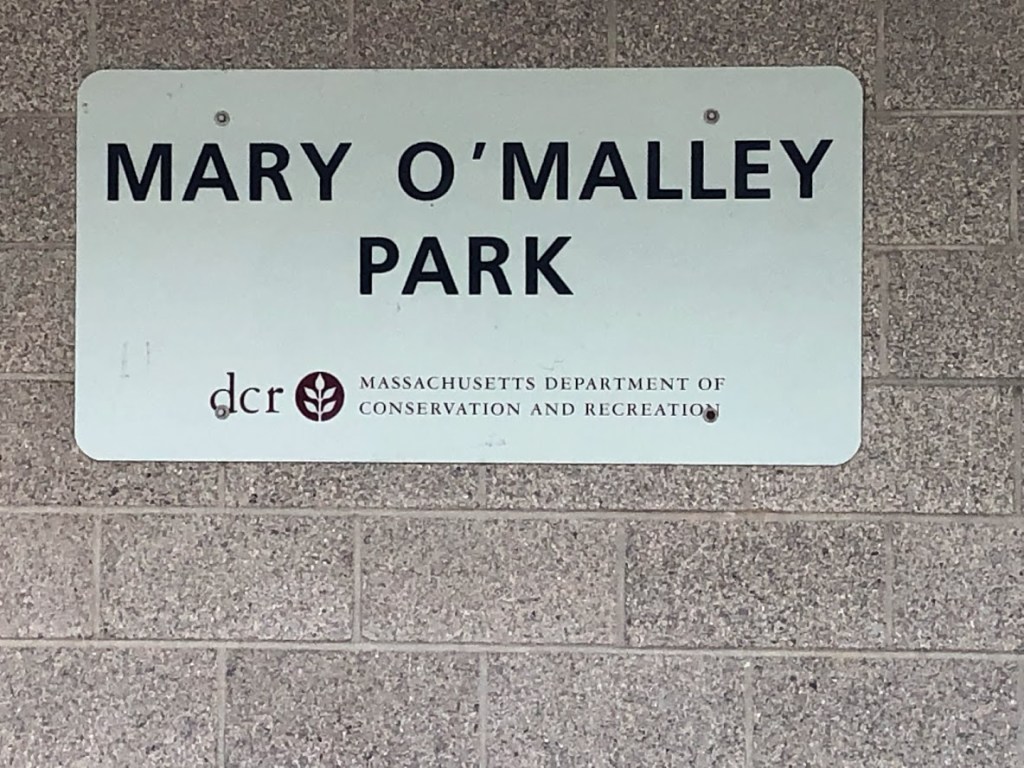 MARY O'MALLEY
PARK
dcr MASSACHUSETTS DEPARTMENT OF
CONSERVATION AND RECREATION